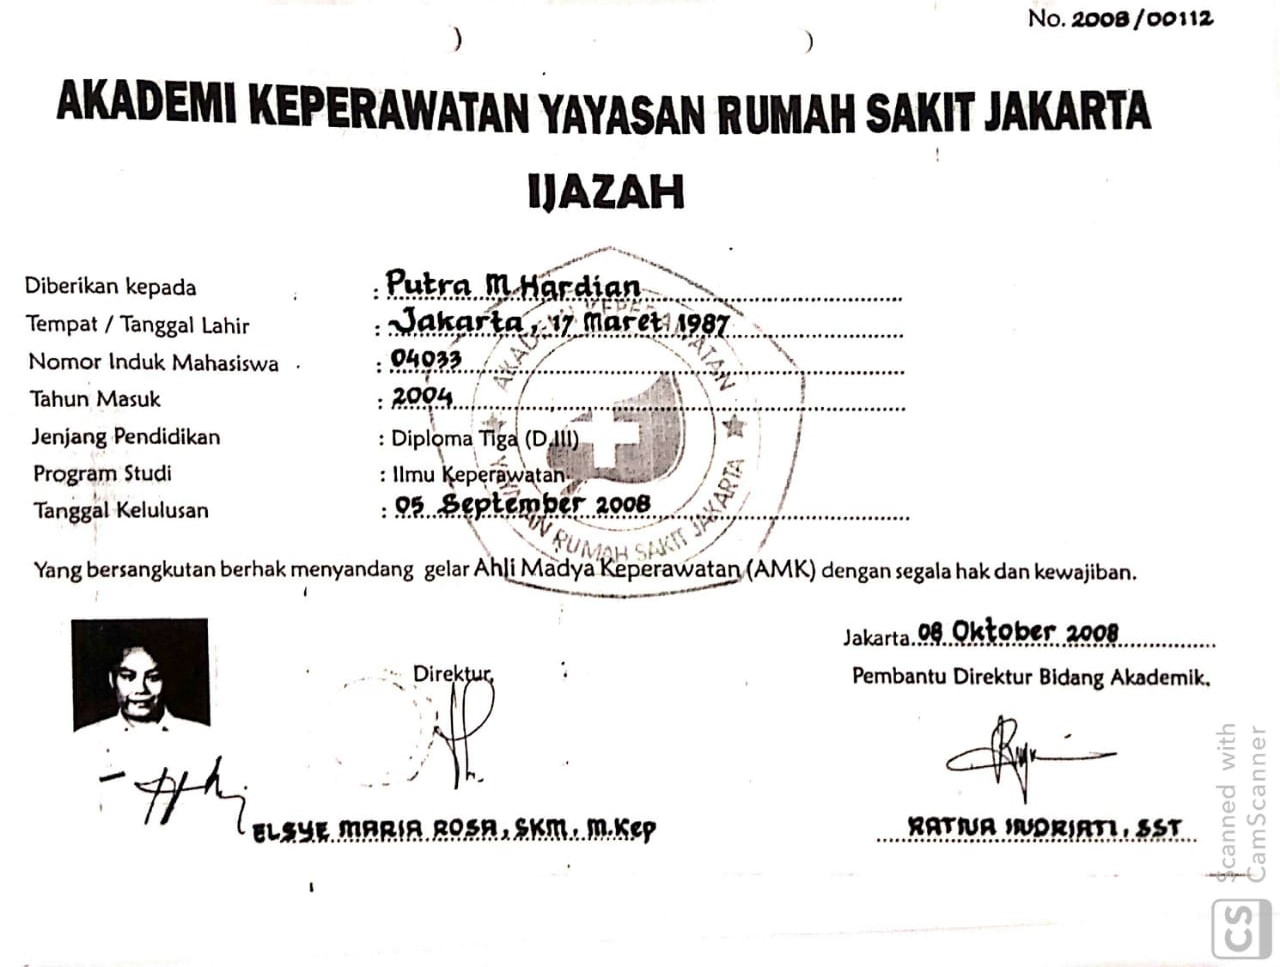 No. 2008/00112
AKADEMI KEPERAWATAN YAYASAN RUMAH SAKIT JAKARTA
IJAZAH
Diberikan kepada : Putra M Hardian
Tempat / Tanggal Lahir : Jakarta, 17 Maret 1987
Nomor Induk Mahasiswa : 04033
Tahun Masuk : 2004
Jenjang Pendidikan : Diploma Tiga (D.III)
Program Studi : Ilmu Keperawatan
Tanggal Kelulusan : 05 September 2008
AKADEMI KEPERAWATAN
YAYASAN RUMAH SAKIT JAKARTA
Yang bersangkutan berhak menyandang gelar Ahli Madya Keperawatan (AMK) dengan segala hak dan kewajiban.
Jakarta, 08 Oktober 2008
Direktur,
Pembantu Direktur Bidang Akademik.
ELSYE MARIA ROSA, SKM, M.Kep
RATNA INDRIATI, SST
Scanned with
CamScanner
CS